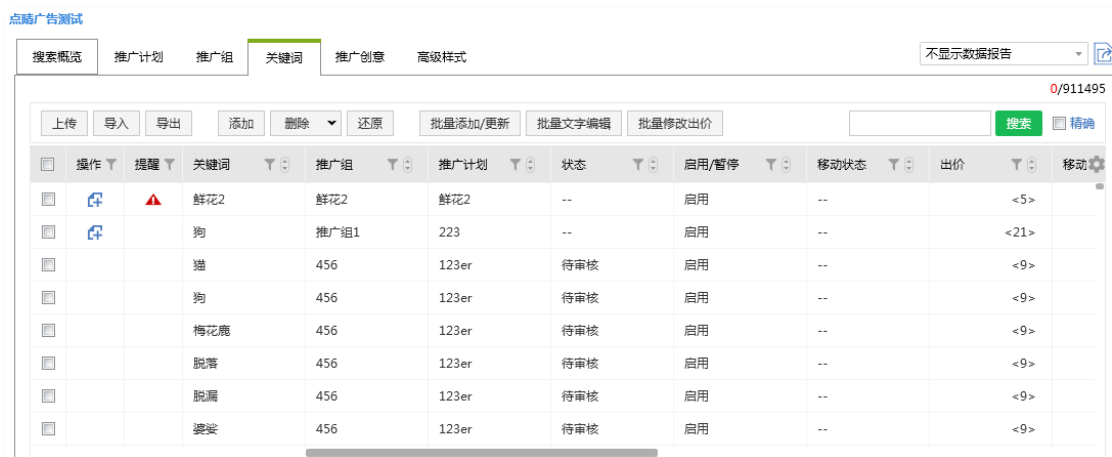 点睛广告测试
搜索概览 推广计划 推广组 关键词 推广创意 高级样式 不显示数据报告
0/911495
上传 导入 导出 添加 删除 还原 批量添加/更新 批量文字编辑 批量修改出价 搜索 精确
操作 提醒 关键词 推广组 推广计划 状态 启用/暂停 移动状态 出价 移动
鲜花2 鲜花2 鲜花2 -- 启用 -- <5>
狗 推广组1 223 -- 启用 -- <21>
猫 456 123er 待审核 启用 -- <9>
狗 456 123er 待审核 启用 -- <9>
梅花鹿 456 123er 待审核 启用 -- <9>
脱落 456 123er 待审核 启用 -- <9>
脱漏 456 123er 待审核 启用 -- <9>
婆娑 456 123er 待审核 启用 -- <9>